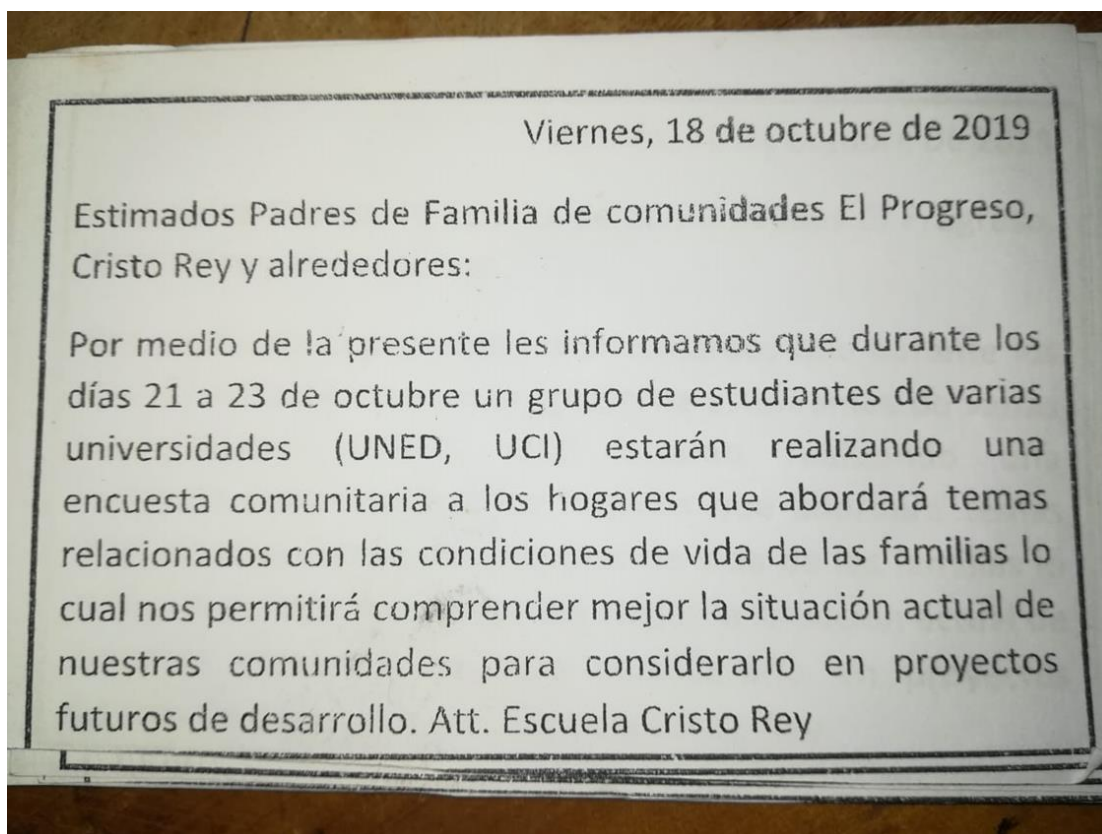 Viernes, 18 de octubre de 2019
Estimados Padres de Familia de comunidades El Progreso,
Cristo Rey y alrededores:
Por medio de la presente les informamos que durante los
días 21 a 23 de octubre un grupo de estudiantes de varias
universidades (UNED, UCI) estarán realizando una
encuesta comunitaria a los hogares que abordará temas
relacionados con las condiciones de vida de las familias lo
cual nos permitirá comprender mejor la situación actual de
nuestras comunidades para considerarlo en proyectos
futuros de desarrollo. Att. Escuela Cristo Rey